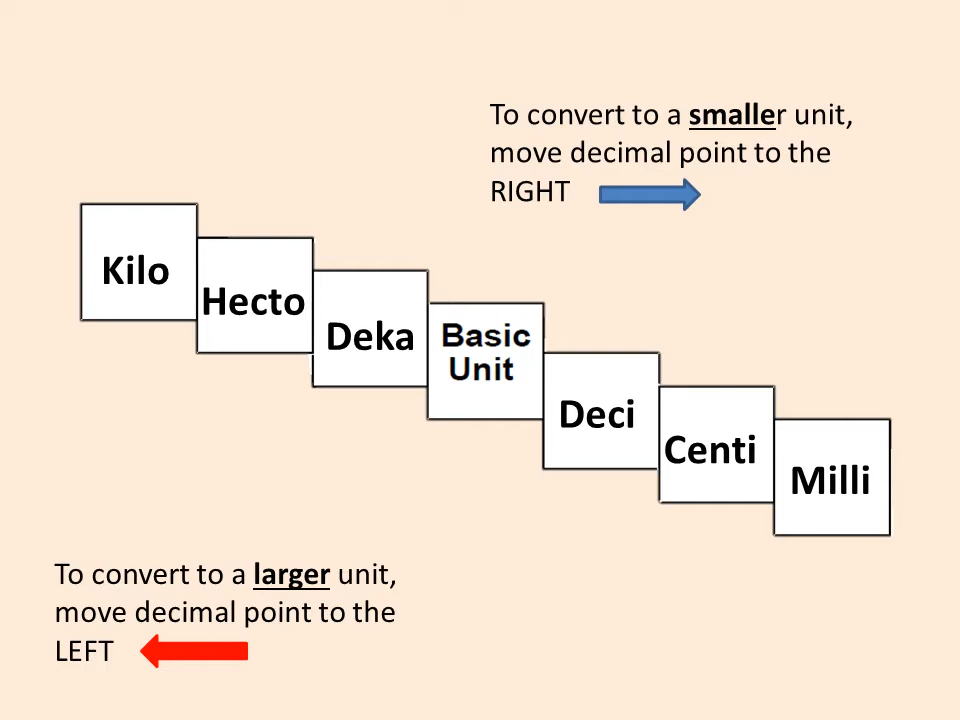 To convert to a smaller unit,
move decimal point to the
RIGHT
Kilo
Hecto
Deka
Basic
Unit
Deci
Centi
Milli
To convert to a larger unit,
move decimal point to the
LEFT